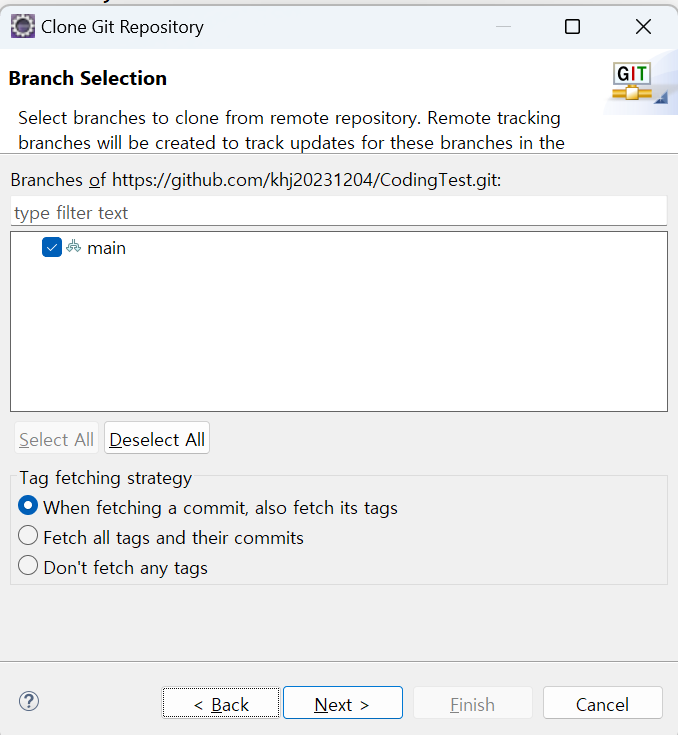 Clone Git Repository
Branch Selection
GIT
Select branches to clone from remote repository. Remote tracking
branches will be created to track updates for these branches in the
Branches of https://github.com/khj20231204/CodingTest.git:
type filter text
main
Select All Deselect All
Tag fetching strategy
When fetching a commit, also fetch its tags
Fetch all tags and their commits
Don't fetch any tags
? < Back Next > Finish Cancel